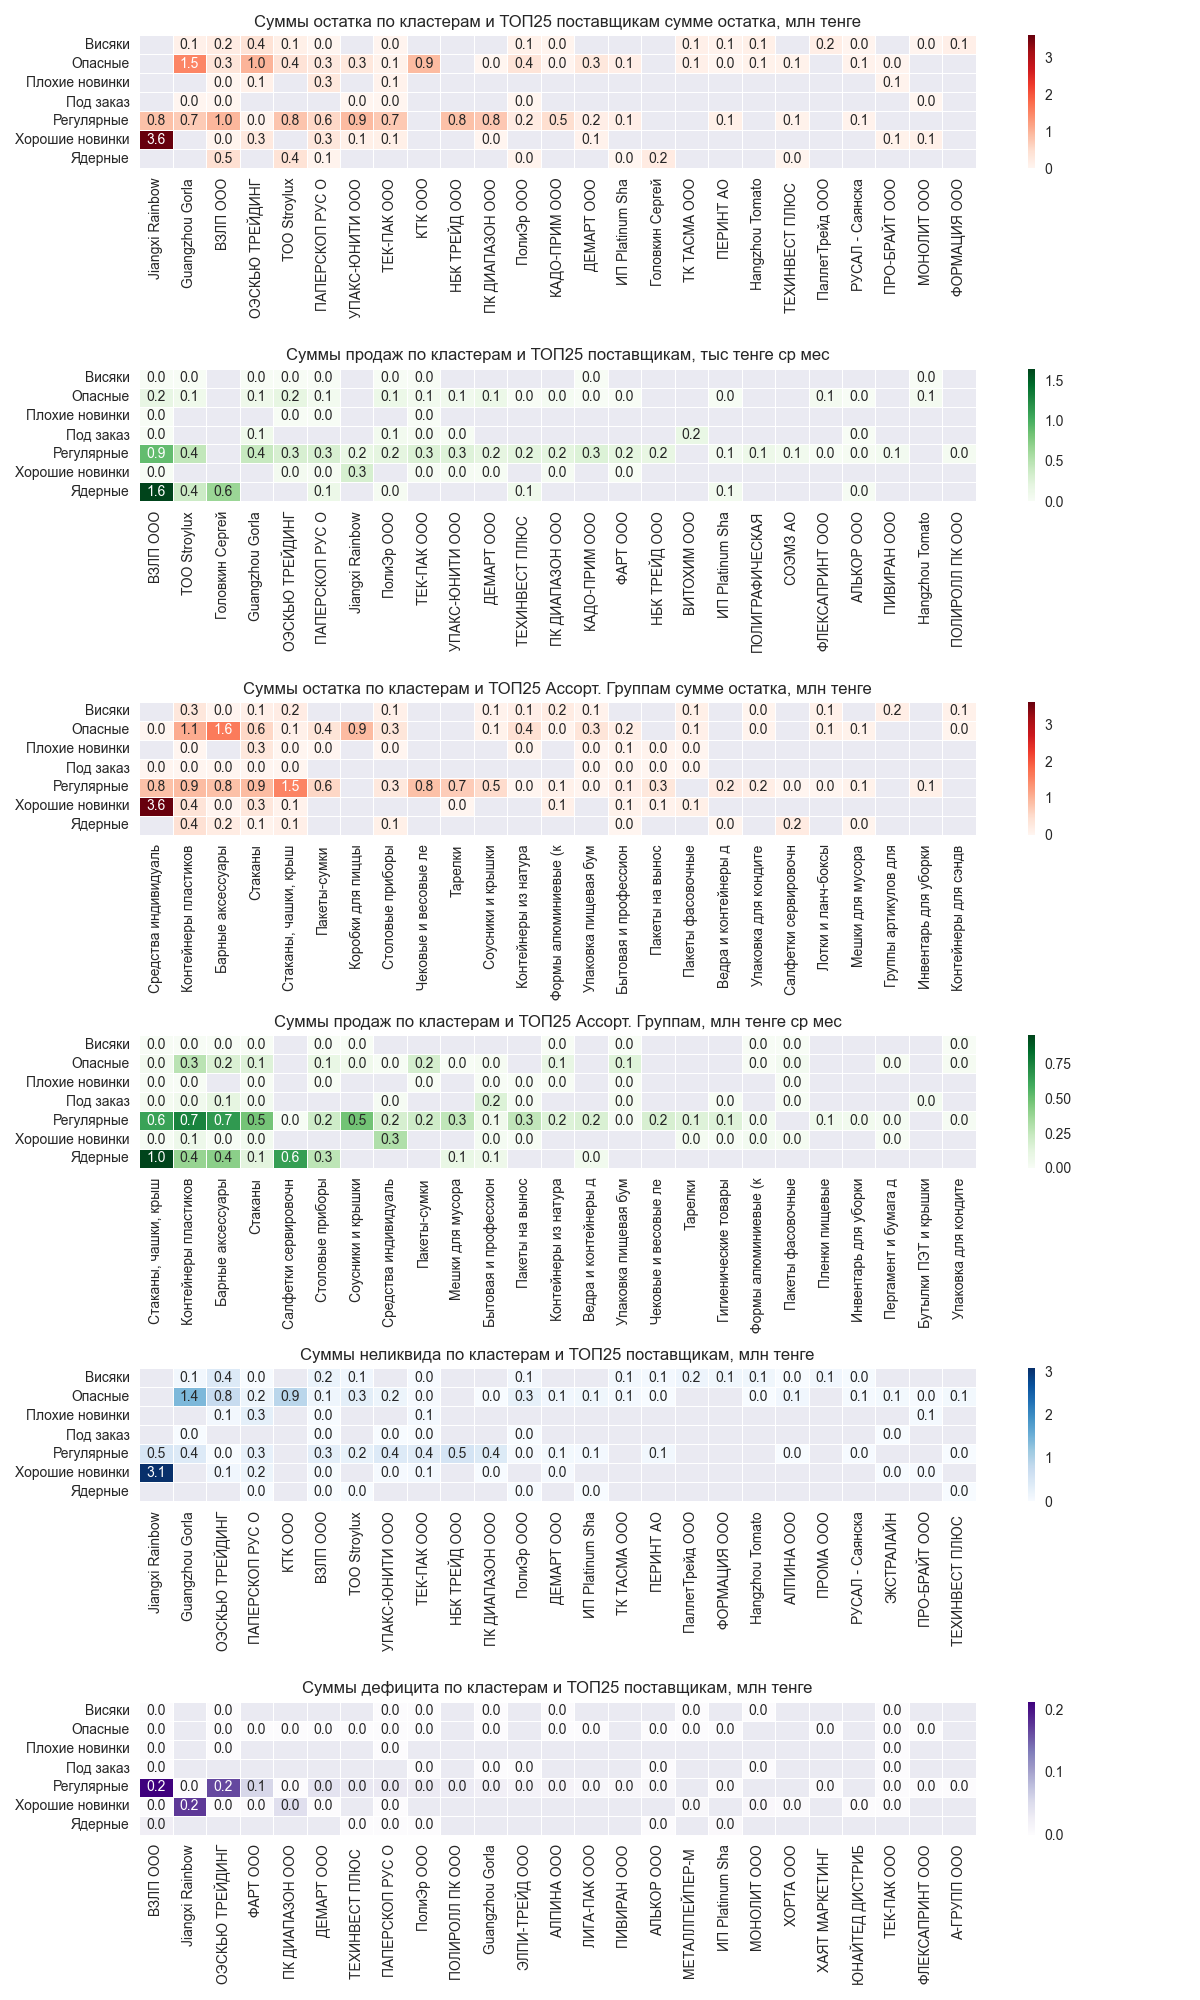 Суммы остатка по кластерам и ТОП25 поставщикам сумме остатка, млн тенге
Висяки 0.1 0.2 0.4 0.1 0.0 0.0 0.1 0.0 0.1 0.1 0.1 0.2 0.0 0.0 0.1
Опасные 1.5 0.3 1.0 0.4 0.3 0.3 0.1 0.9 0.0 0.4 0.0 0.3 0.1 0.1 0.0 0.1 0.1 0.1 0.0
Плохие новинки 0.0 0.1 0.3 0.1 0.1
Под заказ 0.0 0.0 0.0 0.0 0.0 0.0
Регулярные 0.8 0.7 1.0 0.0 0.8 0.6 0.9 0.7 0.8 0.8 0.2 0.5 0.2 0.1 0.1 0.1 0.1
Хорошие новинки 3.6 0.0 0.3 0.3 0.1 0.1 0.0 0.1 0.1 0.1
Ядерные 0.5 0.4 0.1 0.0 0.0 0.2 0.0
3
2
1
0
Jiangxi Rainbow
Guangzhou Gorla
ВЗЛП ООО
ОЭСКЬЮ ТРЕЙДИНГ
ТОО Stroylux
ПАПЕРСКОП РУС О
УПАКС-ЮНИТИ ООО
ТЕК-ПАК ООО
КТК ООО
НБК ТРЕЙД ООО
ПК ДИАПАЗОН ООО
ПолиЭр ООО
КАДО-ПРИМ ООО
ДЕМАРТ ООО
ИП Platinum Sha
Головкин Сергей
ТК ТАСМА ООО
ПЕРИНТ АО
Hangzhou Tomato
ТЕХИНВЕСТ ПЛЮС
ПаллетТрейд ООО
РУСАЛ - Саянска
ПРО-БРАЙТ ООО
МОНОЛИТ ООО
ФОРМАЦИЯ ООО
Суммы продаж по кластерам и ТОП25 поставщикам, тыс тенге ср мес
Висяки 0.0 0.0 0.0 0.0 0.0 0.0 0.0 0.0 0.0
Опасные 0.2 0.1 0.1 0.2 0.1 0.1 0.1 0.1 0.1 0.0 0.0 0.0 0.0 0.0 0.1 0.0 0.1
Плохие новинки 0.0 0.0 0.0 0.0
Под заказ 0.0 0.1 0.1 0.0 0.0 0.2 0.0
Регулярные 0.9 0.4 0.4 0.3 0.3 0.2 0.2 0.3 0.3 0.2 0.2 0.2 0.3 0.2 0.2 0.1 0.1 0.1 0.0 0.0 0.1 0.0
Хорошие новинки 0.0 0.0 0.0 0.3 0.0 0.0 0.0 0.0 0.0
Ядерные 1.6 0.4 0.6 0.1 0.0 0.1 0.1 0.0
1.5
1.0
0.5
0.0
ВЗЛП ООО
ТОО Stroylux
Головкин Сергей
Guangzhou Gorla
ОЭСКЬЮ ТРЕЙДИНГ
ПАПЕРСКОП РУС О
Jiangxi Rainbow
ПолиЭр ООО
ТЕК-ПАК ООО
УПАКС-ЮНИТИ ООО
ДЕМАРТ ООО
ТЕХИНВЕСТ ПЛЮС
ПК ДИАПАЗОН ООО
КАДО-ПРИМ ООО
ФАРТ ООО
НБК ТРЕЙД ООО
ВИТОХИМ ООО
ИП Platinum Sha
ПОЛИГРАФИЧЕСКАЯ
СОЭМЗ АО
ФЛЕКСАПРИНТ ООО
АЛЬКОР ООО
ПИВИРАН ООО
Hangzhou Tomato
ПОЛИРОЛЛ ПК ООО
Суммы остатка по кластерам и ТОП25 Ассорт. Группам сумме остатка, млн тенге
Висяки 0.3 0.0 0.1 0.2 0.1 0.1 0.1 0.2 0.1 0.1 0.0 0.1 0.2 0.1
Опасные 0.0 1.1 1.6 0.6 0.1 0.4 0.9 0.3 0.1 0.4 0.0 0.3 0.2 0.1 0.0 0.1 0.1 0.0
Плохие новинки 0.0 0.3 0.0 0.0 0.0 0.0 0.0 0.1 0.0 0.0
Под заказ 0.0 0.0 0.0 0.0 0.0 0.0 0.0 0.0 0.0
Регулярные 0.8 0.9 0.8 0.9 1.5 0.6 0.3 0.8 0.7 0.5 0.0 0.1 0.0 0.1 0.3 0.2 0.2 0.0 0.0 0.1 0.1
Хорошие новинки 3.6 0.4 0.0 0.3 0.1 0.0 0.1 0.1 0.1 0.1
Ядерные 0.4 0.2 0.1 0.1 0.1 0.0 0.0 0.2 0.0
3
2
1
0
Средства индивидуаль
Контейнеры пластиков
Барные аксессуары
Стаканы
Стаканы, чашки, крыш
Пакеты-сумки
Коробки для пиццы
Столовые приборы
Чековые и весовые ле
Тарелки
Соусники и крышки
Контейнеры из натура
Формы алюминиевые (к
Упаковка пищевая бум
Бытовая и профессион
Пакеты на вынос
Пакеты фасовочные
Ведра и контейнеры д
Упаковка для кондите
Салфетки сервировочн
Лотки и ланч-боксы
Мешки для мусора
Группы артикулов для
Инвентарь для уборки
Контейнеры для сэндв
Суммы продаж по кластерам и ТОП25 Ассорт. Группам, млн тенге ср мес
Висяки 0.0 0.0 0.0 0.0 0.0 0.0 0.0 0.0 0.0 0.0 0.0
Опасные 0.0 0.3 0.2 0.1 0.1 0.0 0.0 0.2 0.0 0.0 0.1 0.1 0.0 0.0 0.0 0.0
Плохие новинки 0.0 0.0 0.0 0.0 0.0 0.0 0.0 0.0 0.0 0.0
Под заказ 0.0 0.0 0.1 0.0 0.0 0.2 0.0 0.0 0.0 0.0 0.0
Регулярные 0.6 0.7 0.7 0.5 0.0 0.2 0.5 0.2 0.2 0.3 0.1 0.3 0.2 0.2 0.0 0.2 0.1 0.1 0.0 0.1 0.0 0.0 0.0
Хорошие новинки 0.0 0.1 0.0 0.0 0.3 0.0 0.0 0.0 0.0 0.0 0.0 0.0
Ядерные 1.0 0.4 0.4 0.1 0.6 0.3 0.1 0.1 0.0
0.75
0.50
0.25
0.00
Стаканы, чашки, крыш
Контейнеры пластиков
Барные аксессуары
Стаканы
Салфетки сервировочн
Столовые приборы
Соусники и крышки
Средства индивидуаль
Пакеты-сумки
Мешки для мусора
Бытовая и профессион
Пакеты на вынос
Контейнеры из натура
Ведра и контейнеры д
Упаковка пищевая бум
Чековые и весовые ле
Тарелки
Гигиенические товары
Формы алюминиевые (к
Пакеты фасовочные
Пленки пищевые
Инвентарь для уборки
Пергамент и бумага д
Бутылки ПЭТ и крышки
Упаковка для кондите
Суммы неликвида по кластерам и ТОП25 поставщикам, млн тенге
Висяки 0.1 0.4 0.0 0.2 0.1 0.0 0.1 0.1 0.1 0.2 0.1 0.1 0.0 0.1 0.0
Опасные 1.4 0.8 0.2 0.9 0.1 0.3 0.2 0.0 0.0 0.3 0.1 0.1 0.1 0.0 0.0 0.1 0.1 0.1 0.0 0.1
Плохие новинки 0.1 0.3 0.0 0.1 0.1
Под заказ 0.0 0.0 0.0 0.0 0.0 0.0
Регулярные 0.5 0.4 0.0 0.3 0.3 0.2 0.4 0.4 0.5 0.4 0.0 0.1 0.1 0.1 0.0 0.0 0.0
Хорошие новинки 3.1 0.1 0.2 0.0 0.0 0.1 0.0 0.0 0.0 0.0
Ядерные 0.0 0.0 0.0 0.0 0.0 0.0
3
2
1
0
Jiangxi Rainbow
Guangzhou Gorla
ОЭСКЬЮ ТРЕЙДИНГ
ПАПЕРСКОП РУС О
КТК ООО
ВЗЛП ООО
ТОО Stroylux
УПАКС-ЮНИТИ ООО
ТЕК-ПАК ООО
НБК ТРЕЙД ООО
ПК ДИАПАЗОН ООО
ПолиЭр ООО
ДЕМАРТ ООО
ИП Platinum Sha
ТК ТАСМА ООО
ПЕРИНТ АО
ПаллетТрейд ООО
ФОРМАЦИЯ ООО
Hangzhou Tomato
АЛПИНА ООО
ПРОМА ООО
РУСАЛ - Саянска
ЭКСТРАЛАЙН
ПРО-БРАЙТ ООО
ТЕХИНВЕСТ ПЛЮС
Суммы дефицита по кластерам и ТОП25 поставщикам, млн тенге
Висяки 0.0 0.0 0.0 0.0 0.0 0.0 0.0 0.0 0.0
Опасные 0.0 0.0 0.0 0.0 0.0 0.0 0.0 0.0 0.0 0.0 0.0 0.0 0.0 0.0 0.0 0.0 0.0
Плохие новинки 0.0 0.0 0.0 0.0
Под заказ 0.0 0.0 0.0 0.0 0.0 0.0 0.0
Регулярные 0.2 0.0 0.2 0.1 0.0 0.0 0.0 0.0 0.0 0.0 0.0 0.0 0.0 0.0 0.0 0.0 0.0 0.0 0.0 0.0 0.0
Хорошие новинки 0.0 0.2 0.0 0.0 0.0 0.0 0.0 0.0 0.0 0.0 0.0 0.0
Ядерные 0.0 0.0 0.0 0.0 0.0 0.0
0.2
0.1
0.0
ВЗЛП ООО
Jiangxi Rainbow
ОЭСКЬЮ ТРЕЙДИНГ
ФАРТ ООО
ПК ДИАПАЗОН ООО
ДЕМАРТ ООО
ТЕХИНВЕСТ ПЛЮС
ПАПЕРСКОП РУС О
ПолиЭр ООО
ПОЛИРОЛЛ ПК ООО
Guangzhou Gorla
ЭЛПИ-ТРЕЙД ООО
АЛПИНА ООО
ЛИГА-ПАК ООО
ПИВИРАН ООО
АЛЬКОР ООО
МЕТАЛЛПЕЙПЕР-М
ИП Platinum Sha
МОНОЛИТ ООО
ХОРТА ООО
ХАЯТ МАРКЕТИНГ
ЮНАЙТЕД ДИСТРИБ
ТЕК-ПАК ООО
ФЛЕКСАПРИНТ ООО
А-ГРУПП ООО